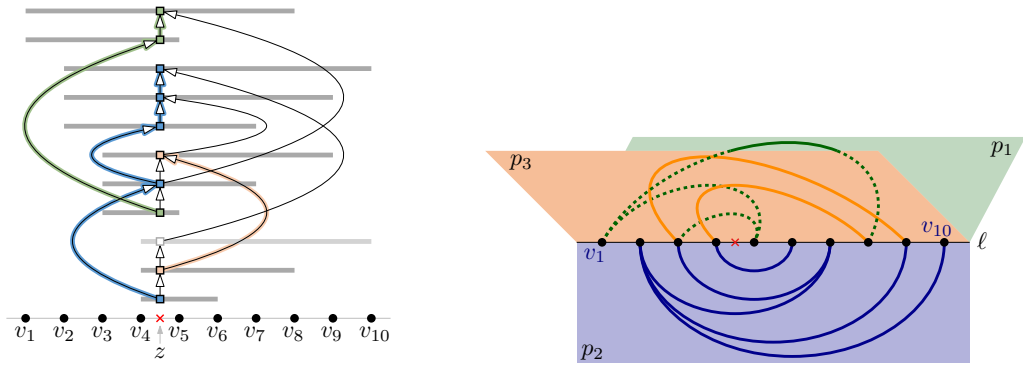 v₁ v₂ v₃ v₄ v₅ v₆ v₇ v₈ v₉ v₁₀
z
p₃ p₁
v₁ v₁₀ ℓ
p₂